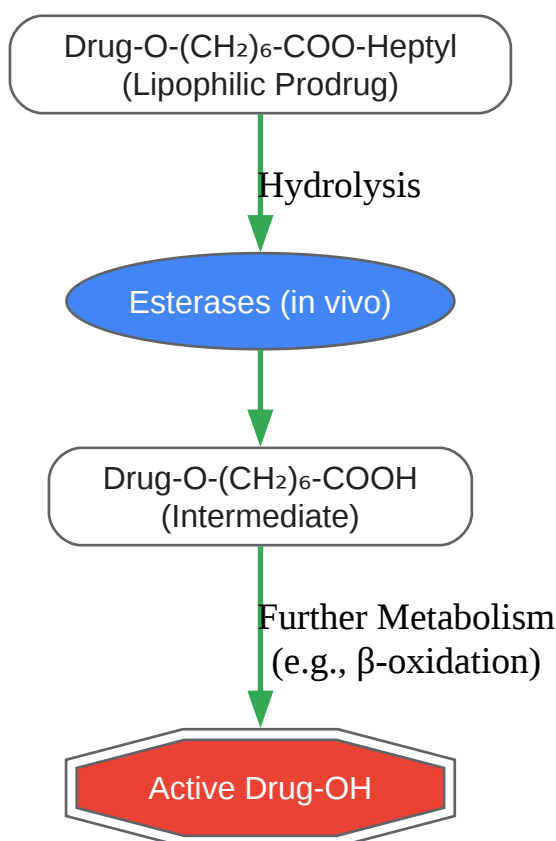 Drug-O-(CH₂)₆-COO-Heptyl
(Lipophilic Prodrug)
Hydrolysis
Esterases (in vivo)
Drug-O-(CH₂)₆-COOH
(Intermediate)
Further Metabolism
(e.g., β-oxidation)
Active Drug-OH